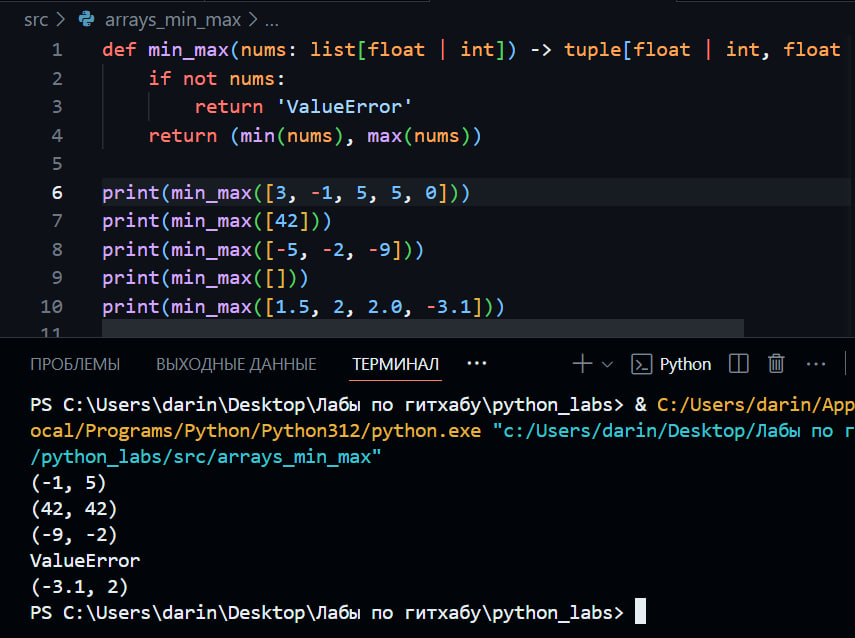 src > arrays_min_max > ...
1 def min_max(nums: list[float | int]) -> tuple[float | int, float
2 if not nums:
3 return 'ValueError'
4 return (min(nums), max(nums))
5
6 print(min_max([3, -1, 5, 5, 0]))
7 print(min_max([42]))
8 print(min_max([-5, -2, -9]))
9 print(min_max([]))
10 print(min_max([1.5, 2, 2.0, -3.1]))
11
ПРОБЛЕМЫ ВЫХОДНЫЕ ДАННЫЕ ТЕРМИНАЛ ··· Python ···
PS C:\Users\darin\Desktop\Лабы по гитхабу\python_labs> & C:/Users/darin/App
ocal/Programs/Python/Python312/python.exe "c:/Users/darin/Desktop/Лабы по г
/python_labs/src/arrays_min_max"
(-1, 5)
(42, 42)
(-9, -2)
ValueError
(-3.1, 2)
PS C:\Users\darin\Desktop\Лабы по гитхабу\python_labs>